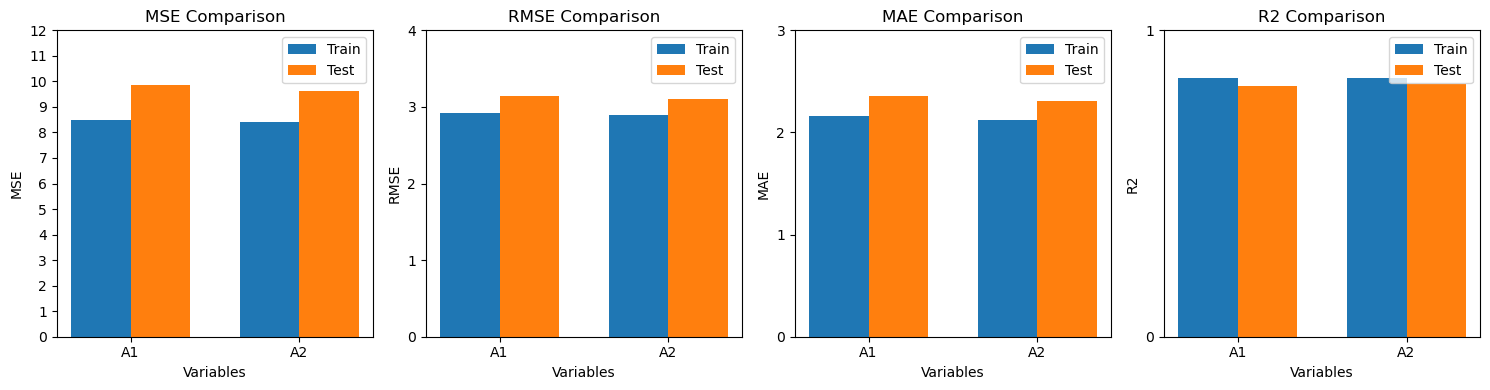 MSE Comparison
12
11
10
9
8
7
6
5
4
3
2
1
0
MSE
A1
A2
Variables
Train
Test
RMSE Comparison
4
3
2
1
0
RMSE
A1
A2
Variables
Train
Test
MAE Comparison
3
2
1
0
MAE
A1
A2
Variables
Train
Test
R2 Comparison
1
0
R2
A1
A2
Variables
Train
Test